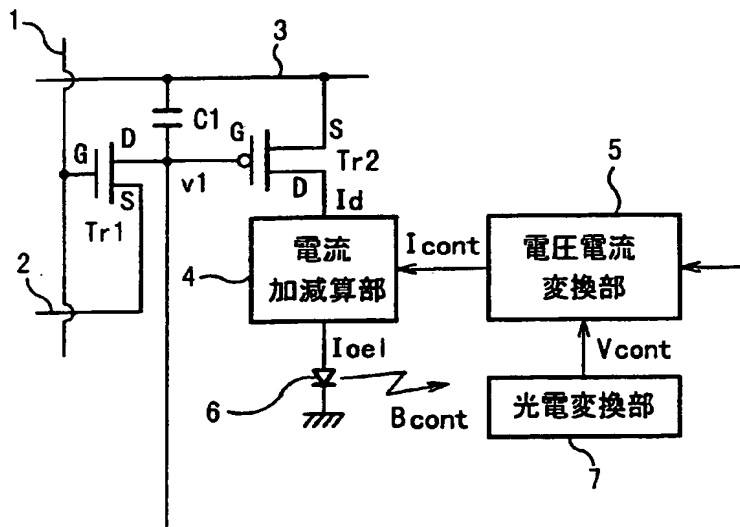 1
3
C1
G
D
S
Tr1
v1
G
S
D
Tr2
Id
2
4
電流
加減算部
Icont
5
電圧電流
変換部
Vcont
Ioel
6
Bcont
光電変換部
7